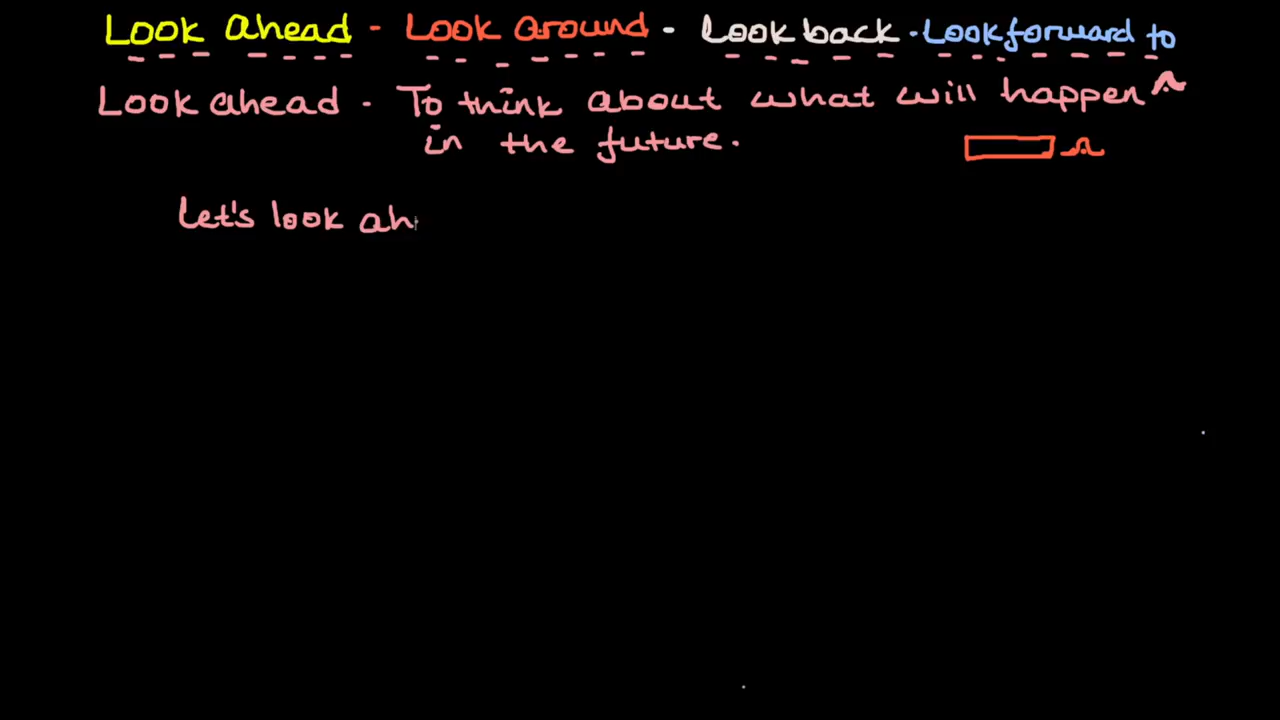 Look Ahead - Look around - Look back - Look forward to
Look ahead - To think about what will happen
in the future.
Let's look ah